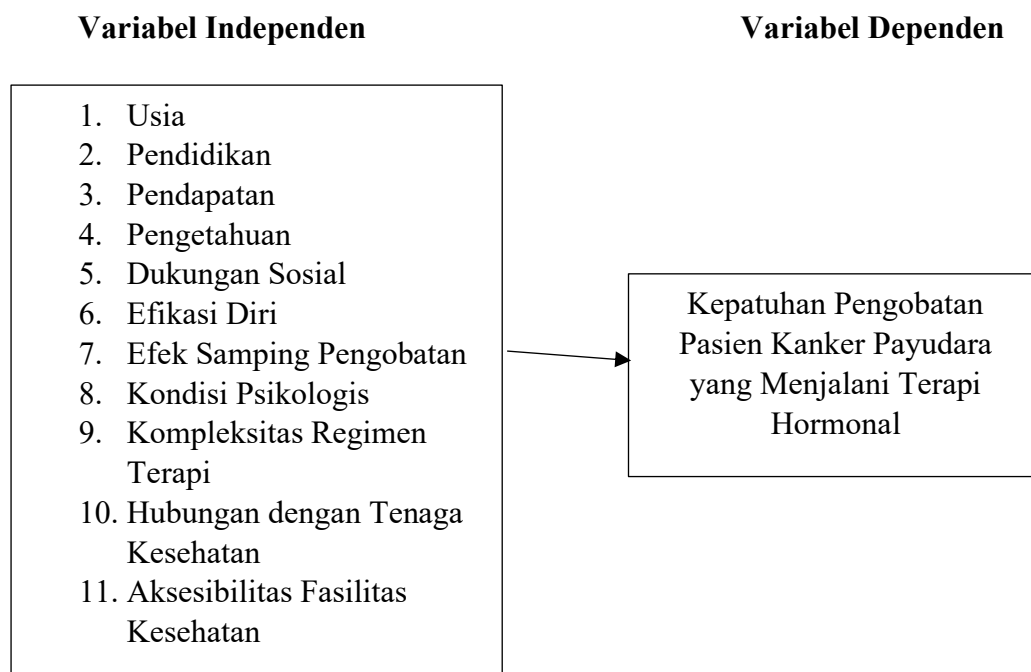 Variabel Independen
Variabel Dependen
1. Usia
2. Pendidikan
3. Pendapatan
4. Pengetahuan
5. Dukungan Sosial
6. Efikasi Diri
7. Efek Samping Pengobatan
8. Kondisi Psikologis
9. Kompleksitas Regimen
Terapi
10. Hubungan dengan Tenaga
Kesehatan
11. Aksesibilitas Fasilitas
Kesehatan
Kepatuhan Pengobatan
Pasien Kanker Payudara
yang Menjalani Terapi
Hormonal